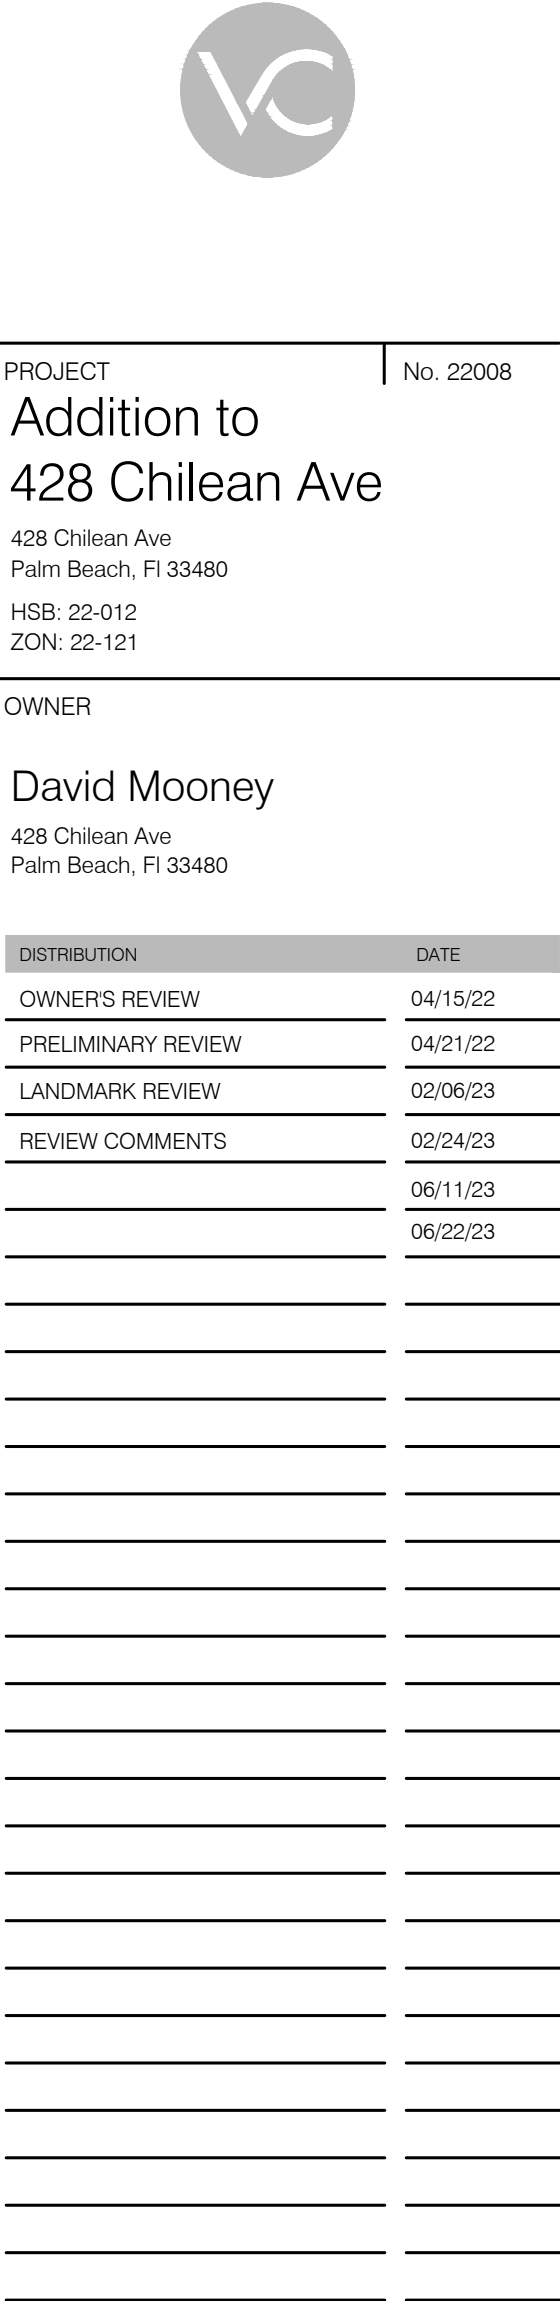 VC
PROJECT
No. 22008
Addition to
428 Chilean Ave
428 Chilean Ave
Palm Beach, Fl 33480
HSB: 22-012
ZON: 22-121
OWNER
David Mooney
428 Chilean Ave
Palm Beach, Fl 33480
DISTRIBUTION DATE
OWNER'S REVIEW 04/15/22
PRELIMINARY REVIEW 04/21/22
LANDMARK REVIEW 02/06/23
REVIEW COMMENTS 02/24/23
06/11/23
06/22/23